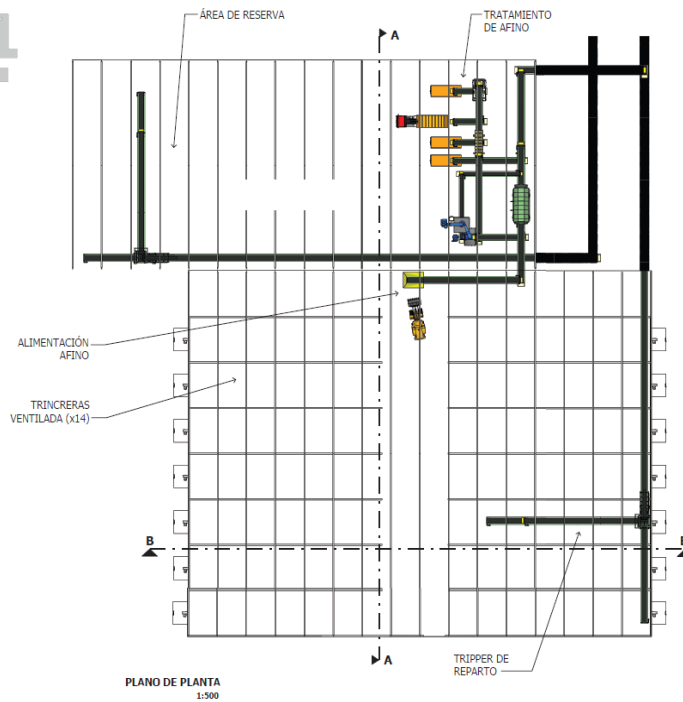 ÁREA DE RESERVA
TRATAMIENTO
DE AFINO
A
ALIMENTACIÓN
AFINO
TRINCRERAS
VENTILADA (x14)
B
A
TRIPPER DE
REPARTO
PLANO DE PLANTA
1:500